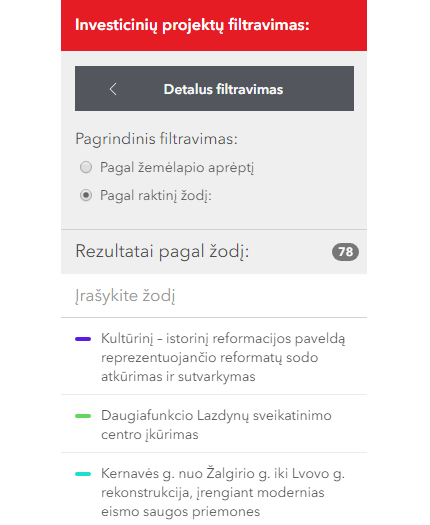 Investicinių projektų filtravimas:
Detalus filtravimas
Pagrindinis filtravimas:
Pagal žemėlapio aprėptį
Pagal raktinį žodį:
Rezultatai pagal žodį: 78
Įrašykite žodį
Kultūrinį – istorinį reformacijos paveldą
reprezentuojančio reformatų sodo
atkūrimas ir sutvarkymas
Daugiafunkcio Lazdynų sveikatinimo
centro įkūrimas
Kernavės g. nuo Žalgirio g. iki Lvovo g.
rekonstrukcija, įrengiant modernias
eismo saugos priemones